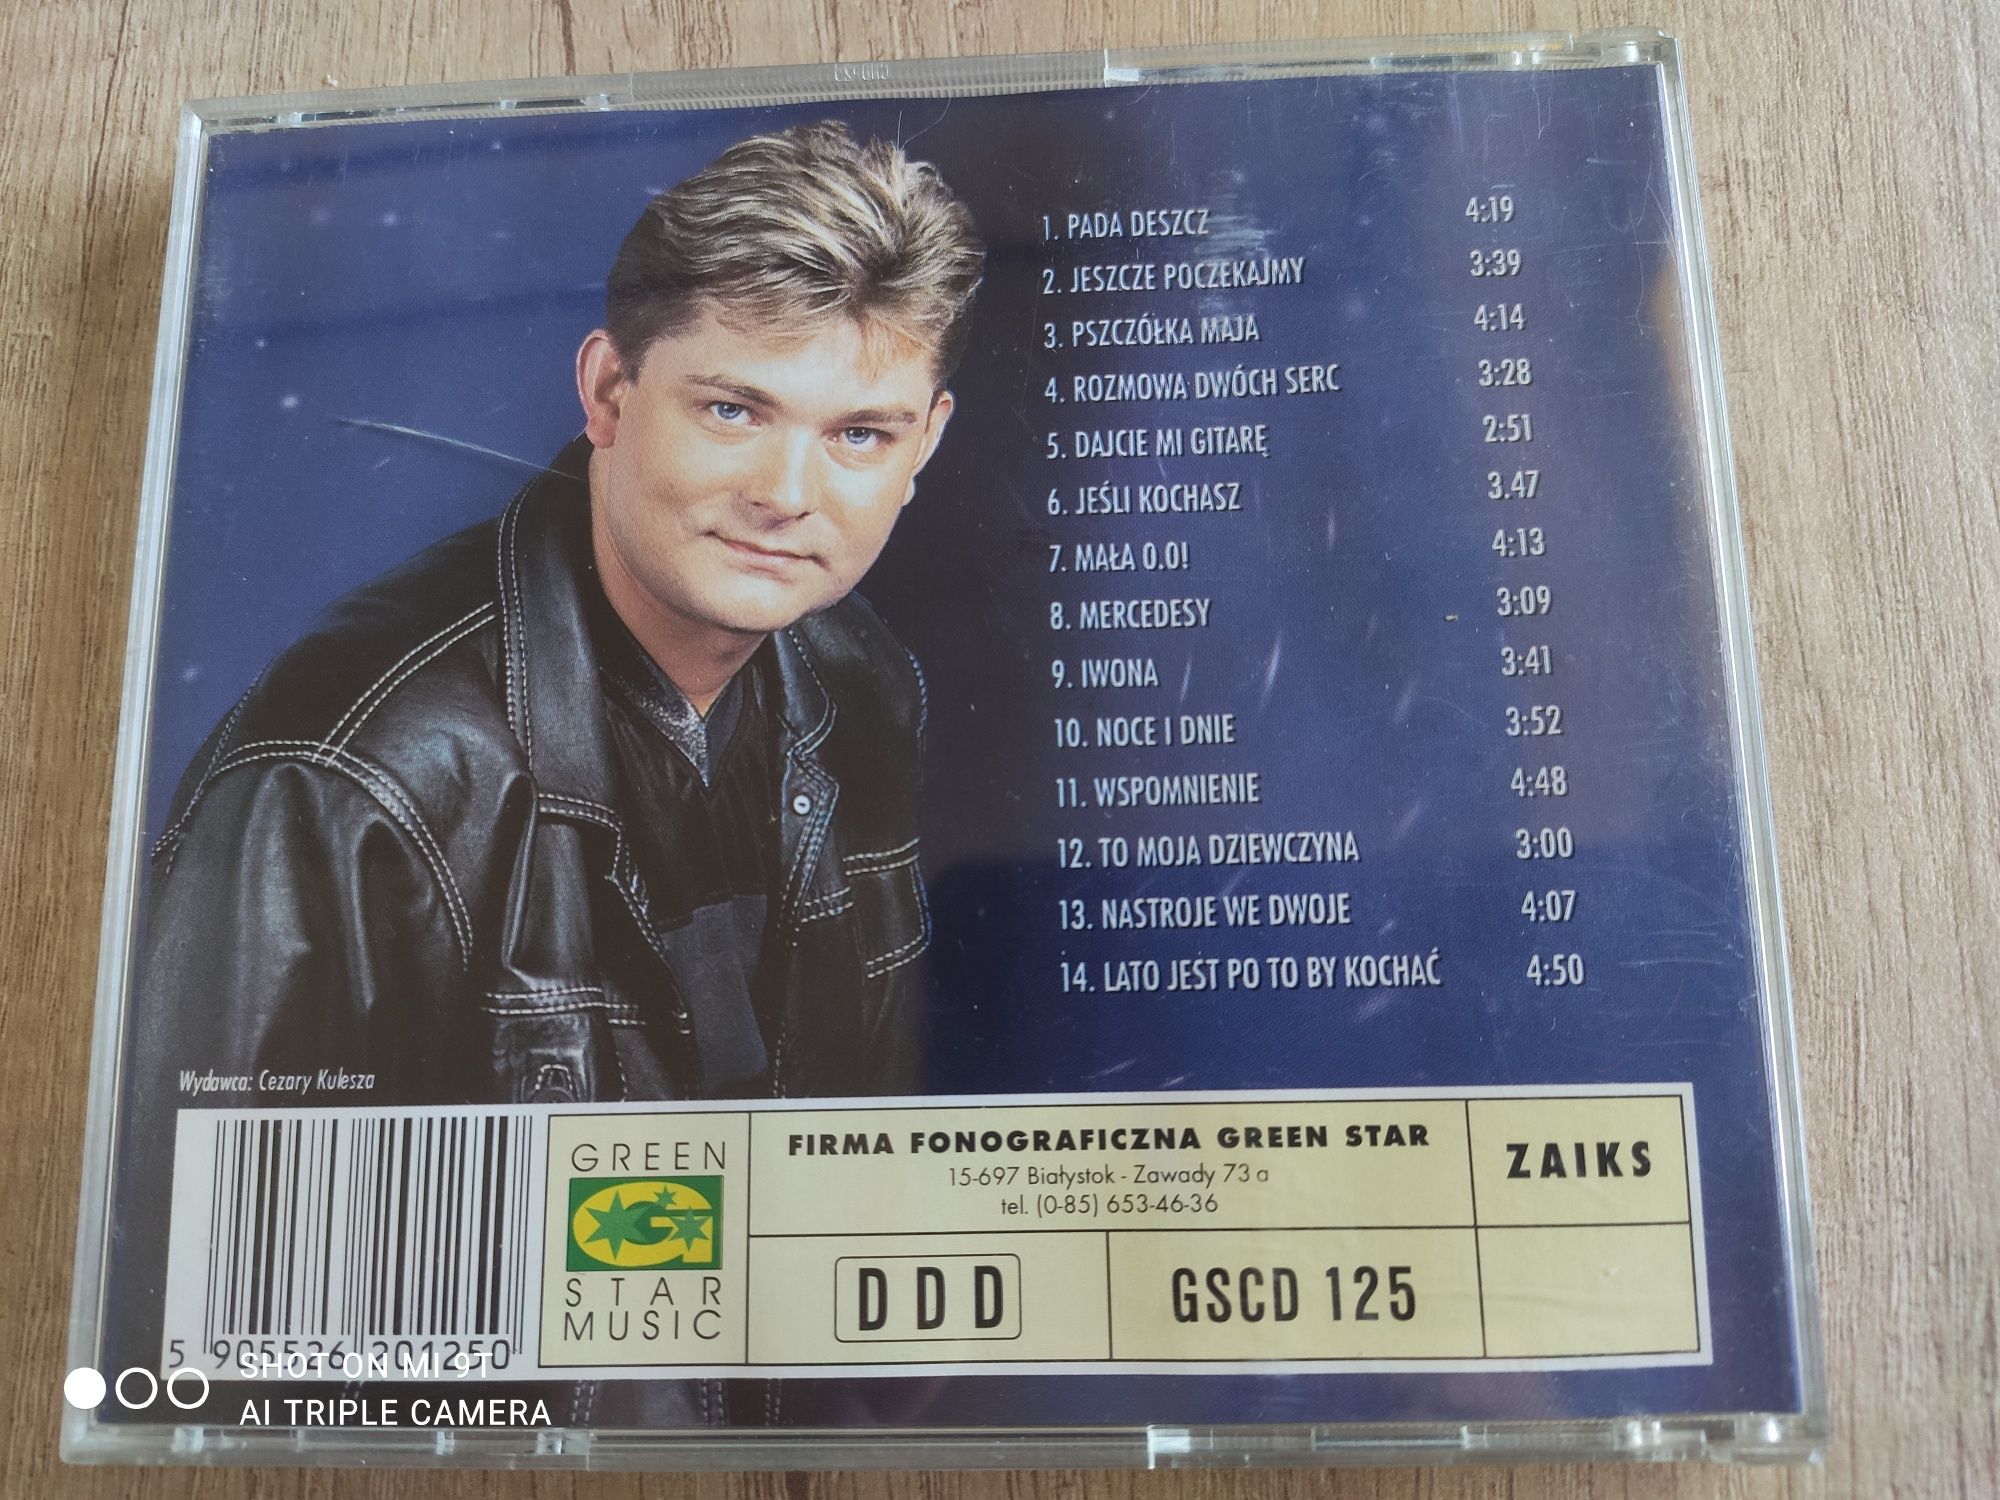 1. PADA DESZCZ 4:19
2. JESZCZE POCZEKAJMY 3:39
3. PSZCZÓŁKA MAJA 4:14
4. ROZMOWA DWÓCH SERC 3:28
5. DAJCIE MI GITARĘ 2:51
6. JEŚLI KOCHASZ 3.47
7. MAŁA O.O! 4:13
8. MERCEDESY 3:09
9. IWONA 3:41
10. NOCE I DNIE 3:52
11. WSPOMNIENIE 4:48
12. TO MOJA DZIEWCZYNA 3:00
13. NASTROJE WE DWOJE 4:07
14. LATO JEST PO TO BY KOCHAĆ 4:50
Wydawca: Cezary Kulesza
5 905526 201250
GREEN
G
STAR
MUSIC
FIRMA FONOGRAFICZNA GREEN STAR
15-697 Białystok - Zawady 73 a
tel. (0-85) 653-46-36
ZAIKS
DDD
GSCD 125
SHOT ON MI 9T
AI TRIPLE CAMERA